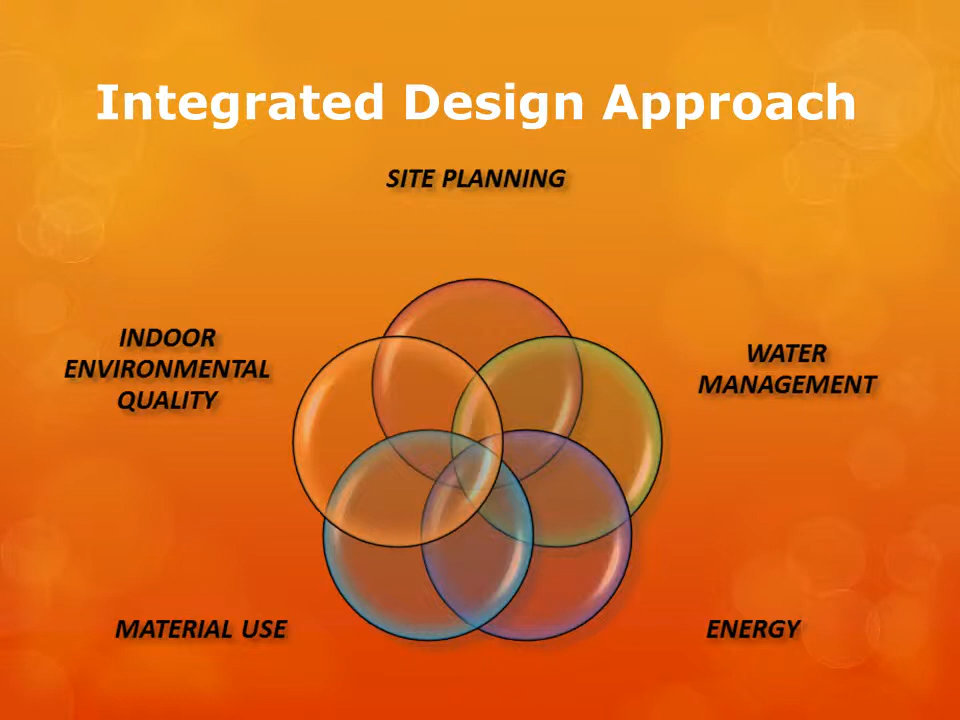 Integrated Design Approach
SITE PLANNING
INDOOR
ENVIRONMENTAL
QUALITY
WATER
MANAGEMENT
MATERIAL USE
ENERGY